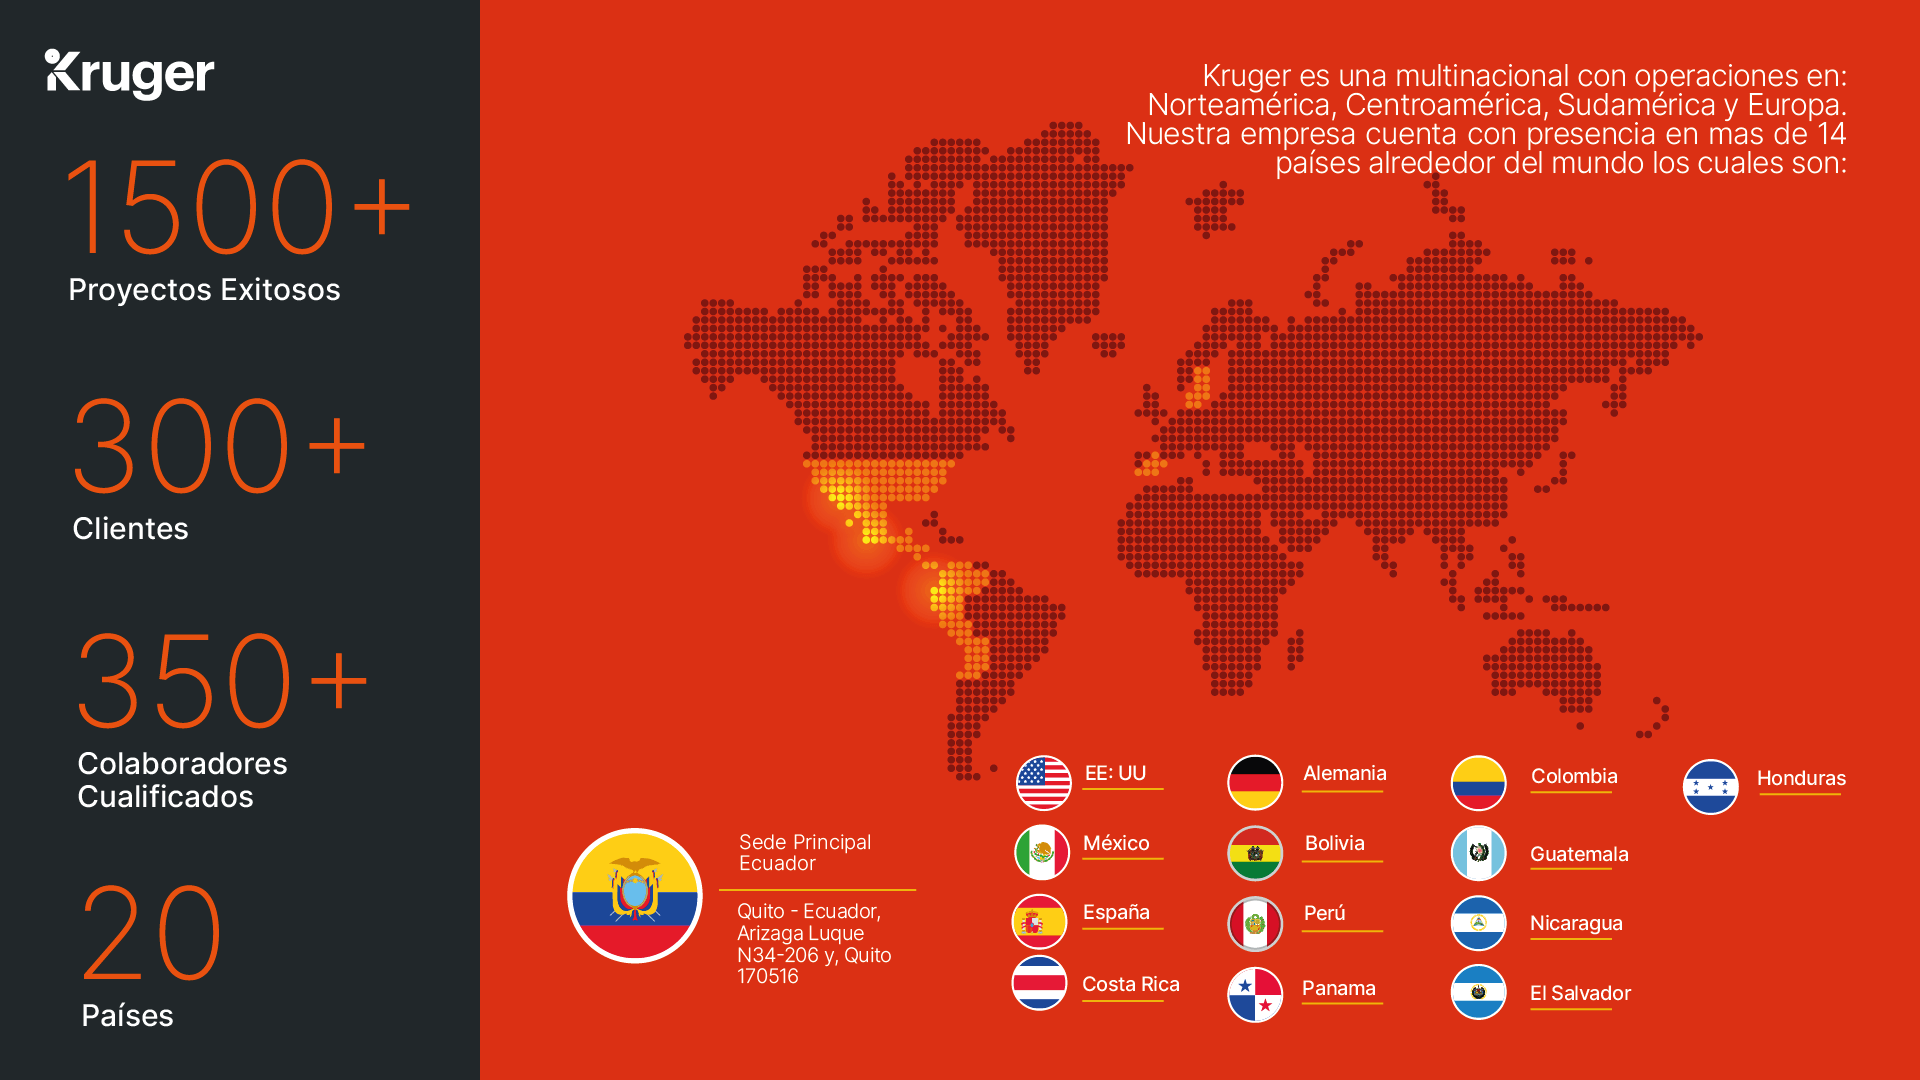 Kruger
1500+
Proyectos Exitosos
300+
Clientes
350+
Colaboradores
Cualificados
20
Países
Kruger es una multinacional con operaciones en:
Norteamérica, Centroamérica, Sudamérica y Europa.
Nuestra empresa cuenta con presencia en mas de 14
países alrededor del mundo los cuales son:
Sede Principal
Ecuador
Quito - Ecuador,
Arizaga Luque
N34-206 y, Quito
170516
EE: UU
México
España
Costa Rica
Alemania
Bolivia
Perú
Panama
Colombia
Guatemala
Nicaragua
El Salvador
Honduras